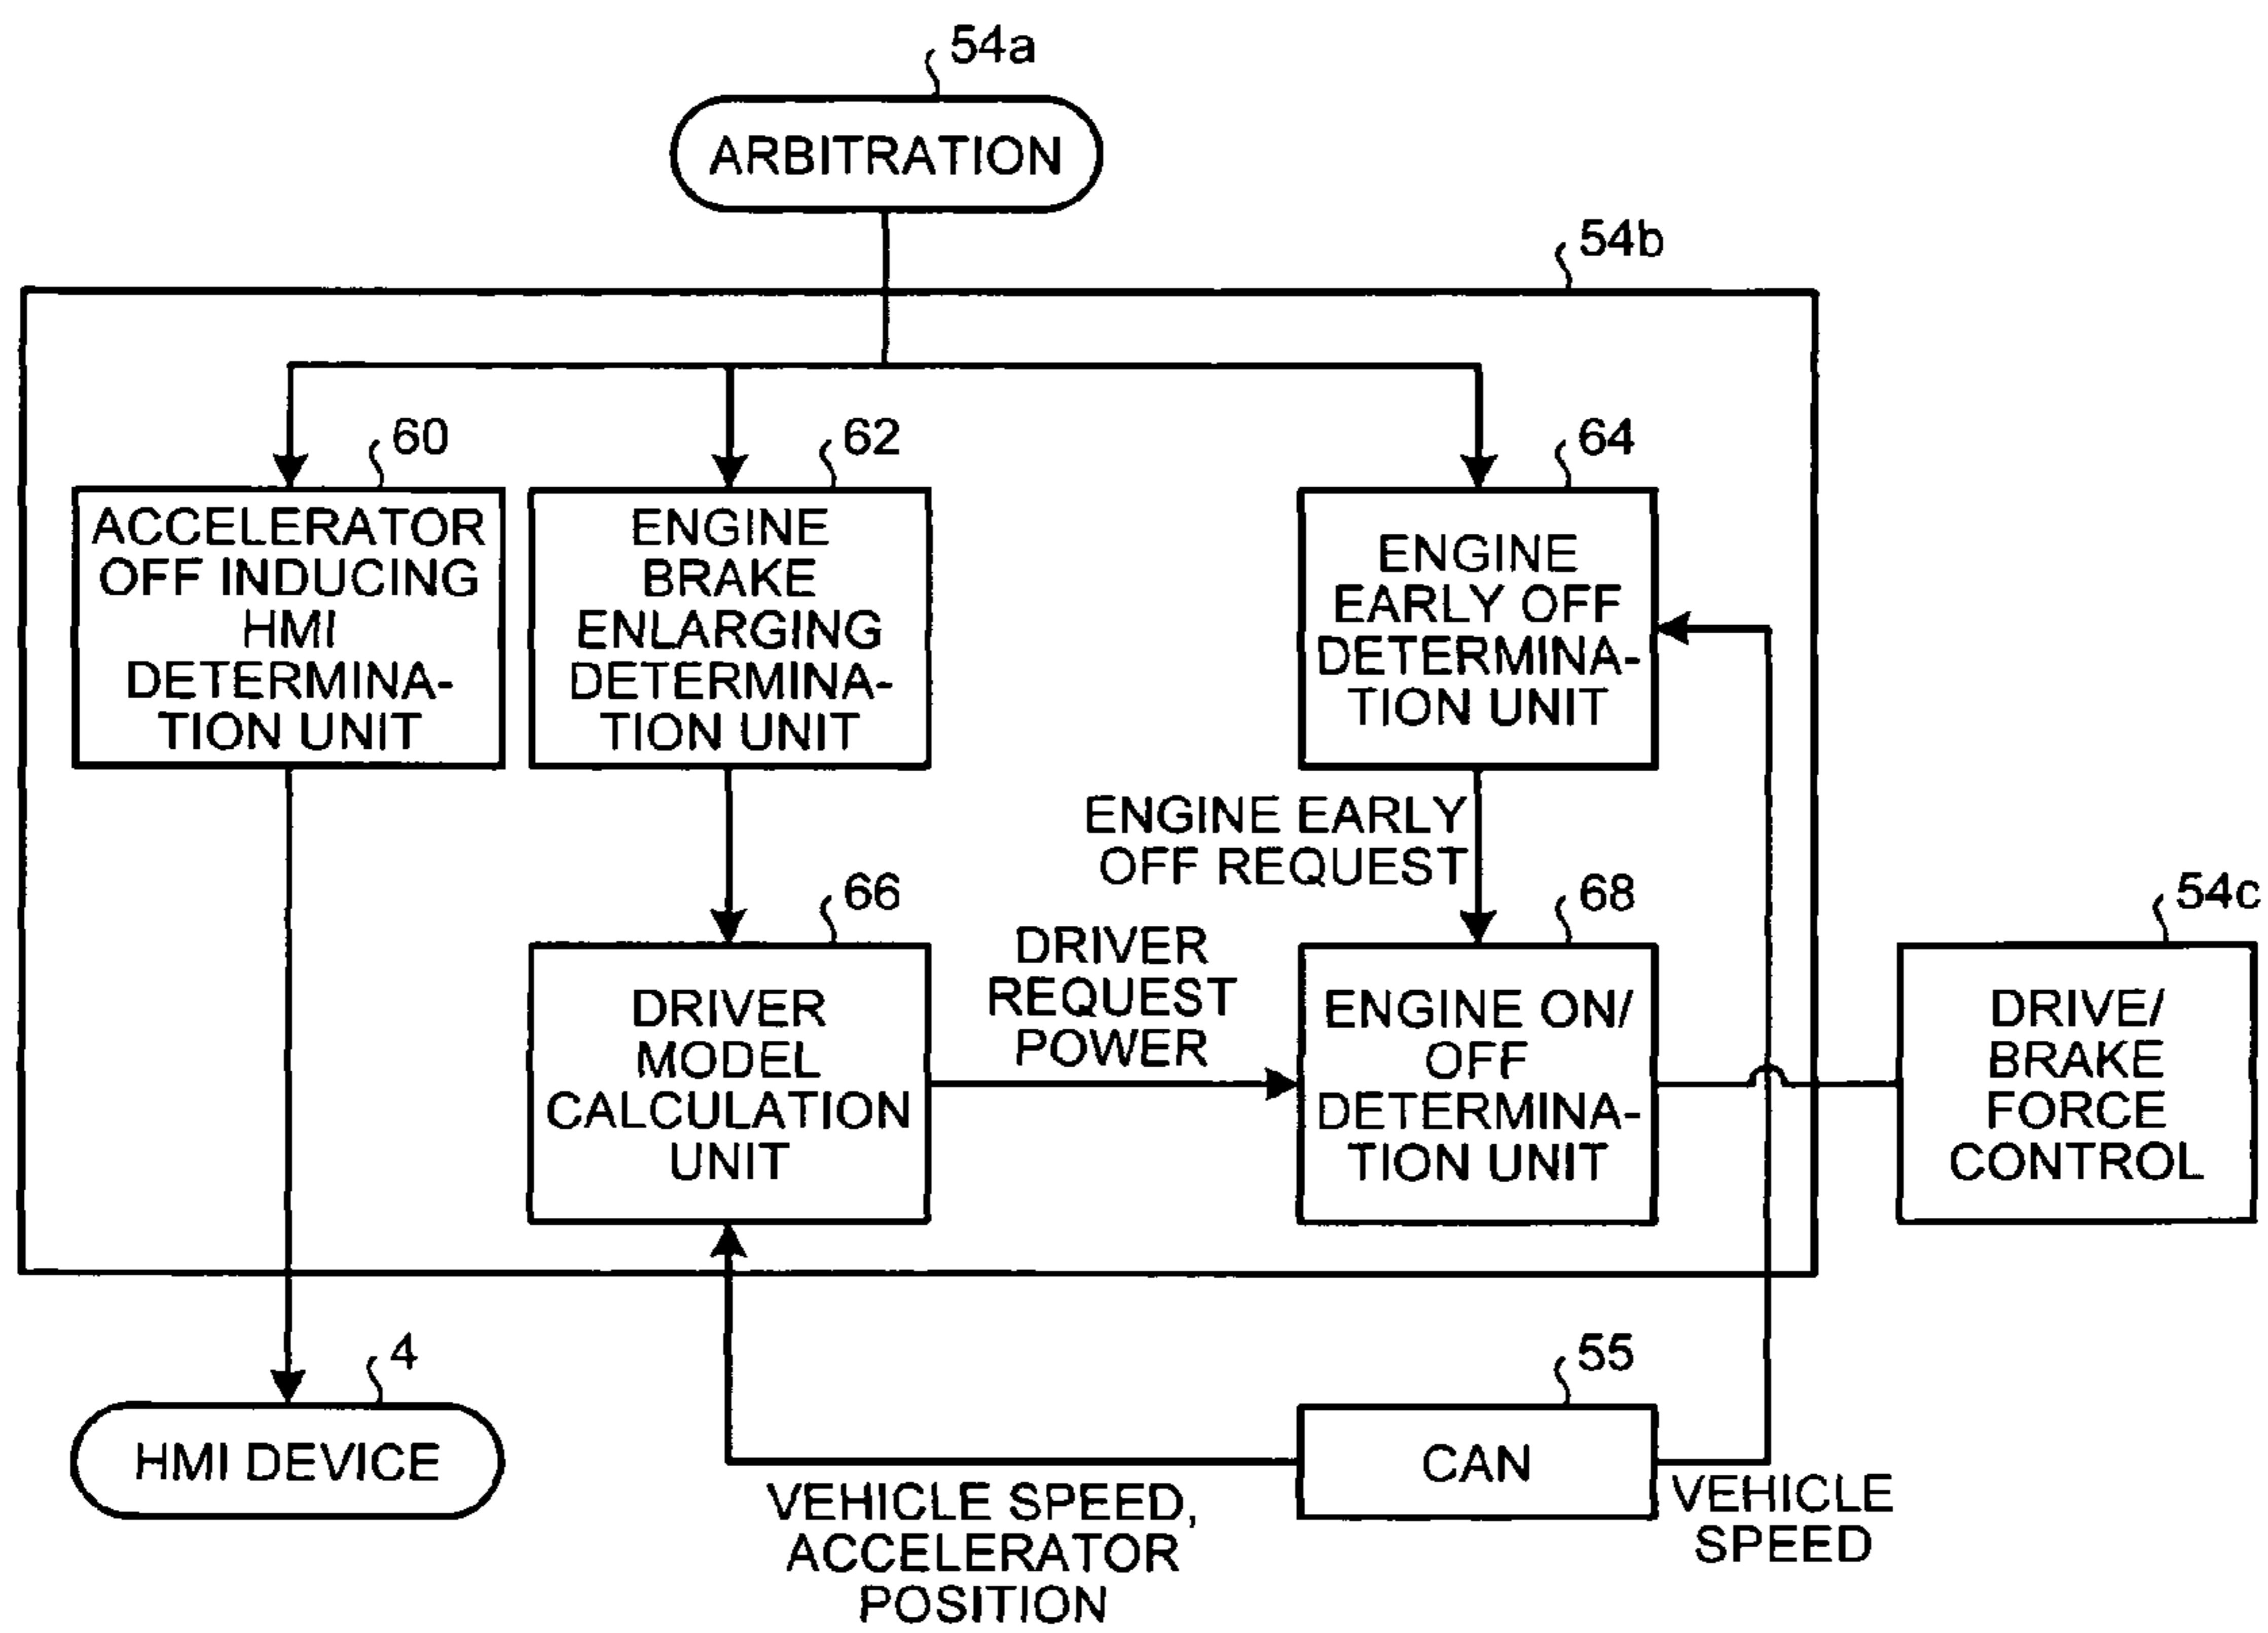 54a
ARBITRATION
54b
60
ACCELERATOR
OFF INDUCING
HMI
DETERMINA-
TION UNIT
62
ENGINE
BRAKE
ENLARGING
DETERMINA-
TION UNIT
64
ENGINE
EARLY OFF
DETERMINA-
TION UNIT
ENGINE EARLY
OFF REQUEST
66
DRIVER
MODEL
CALCULATION
UNIT
DRIVER
REQUEST
POWER
68
ENGINE ON/
OFF
DETERMINA-
TION UNIT
54c
DRIVE/
BRAKE
FORCE
CONTROL
4
HMI DEVICE
55
CAN
VEHICLE SPEED,
ACCELERATOR
POSITION
VEHICLE
SPEED